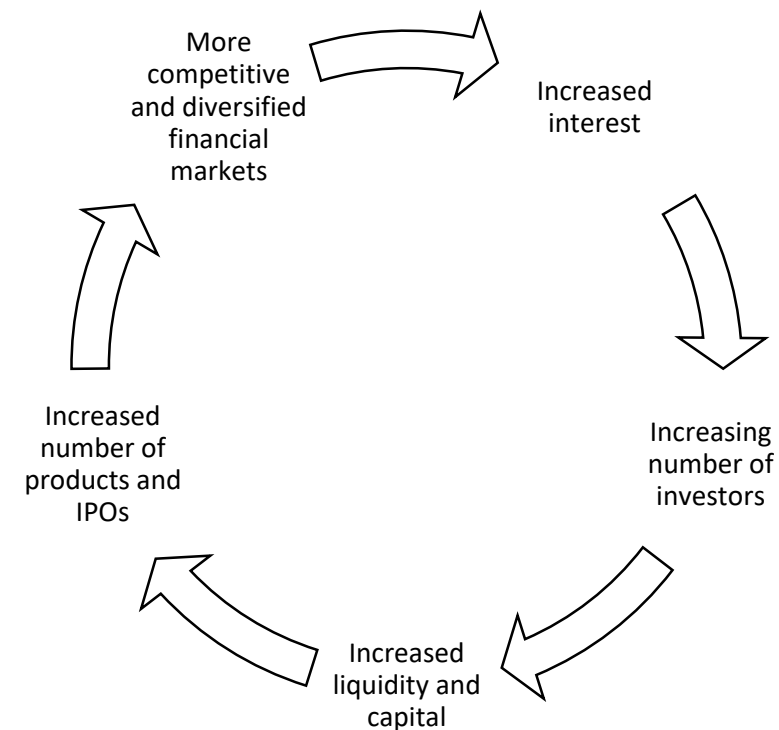 More
competitive
and diversified
financial
markets
Increased
interest
Increasing
number of
investors
Increased
liquidity and
capital
Increased
number of
products and
IPOs